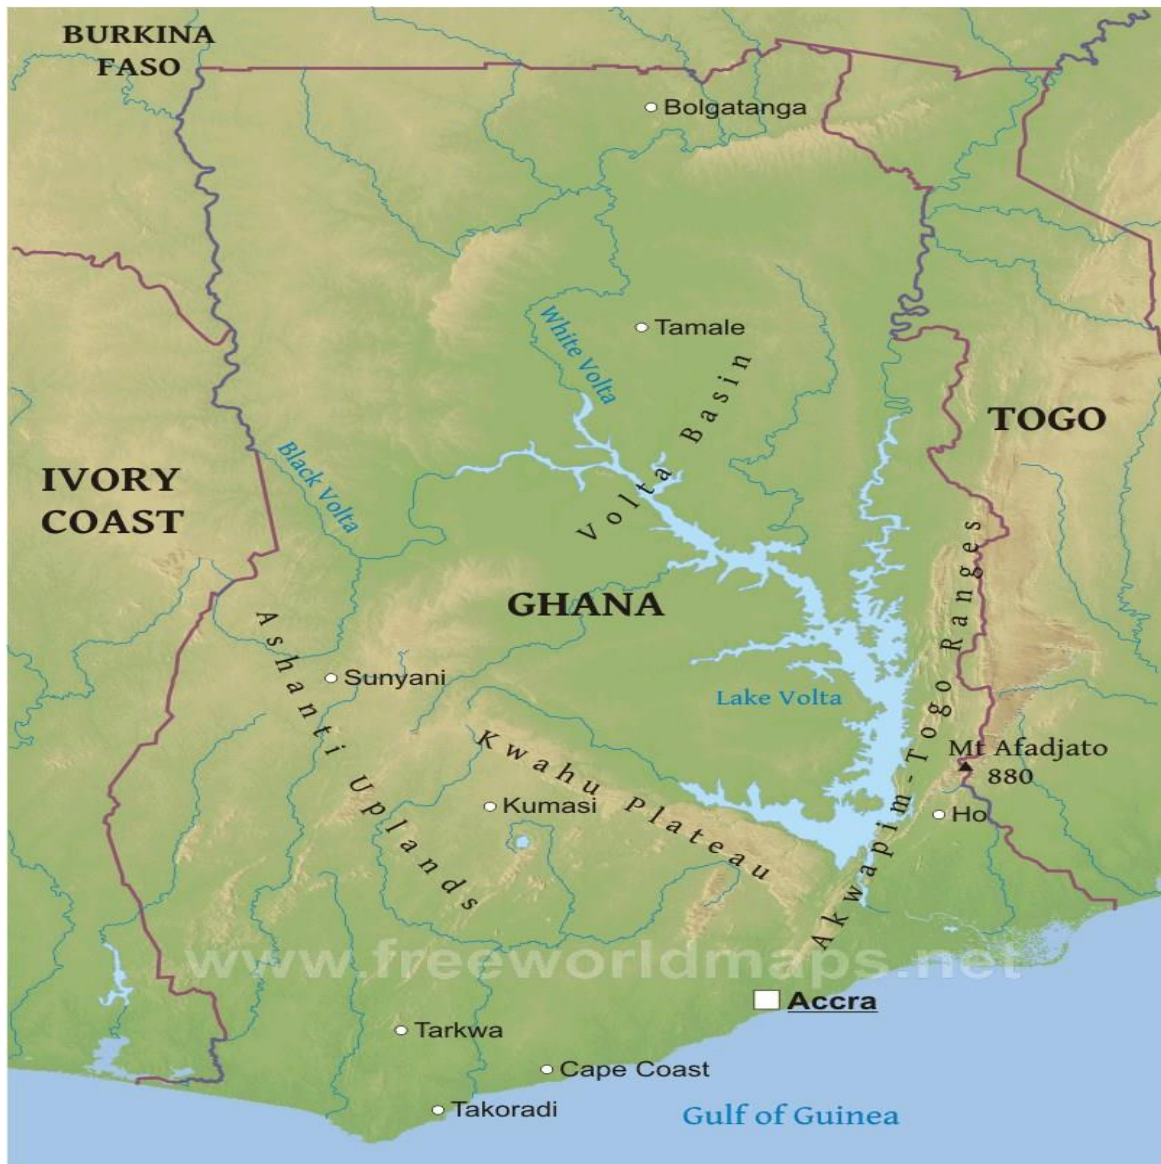 BURKINA
FASO
Bolgatanga
White Volta
Tamale
Volta Basin
TOGO
IVORY
COAST
Black Volta
GHANA
Ashanti Uplands
Sunyani
Lake Volta
Akwapim-Togo Ranges
Kwahu Plateau
Mt Afadjato
880
Kumasi
Ho
www.freeworldmaps.net
Accra
Tarkwa
Cape Coast
Takoradi
Gulf of Guinea